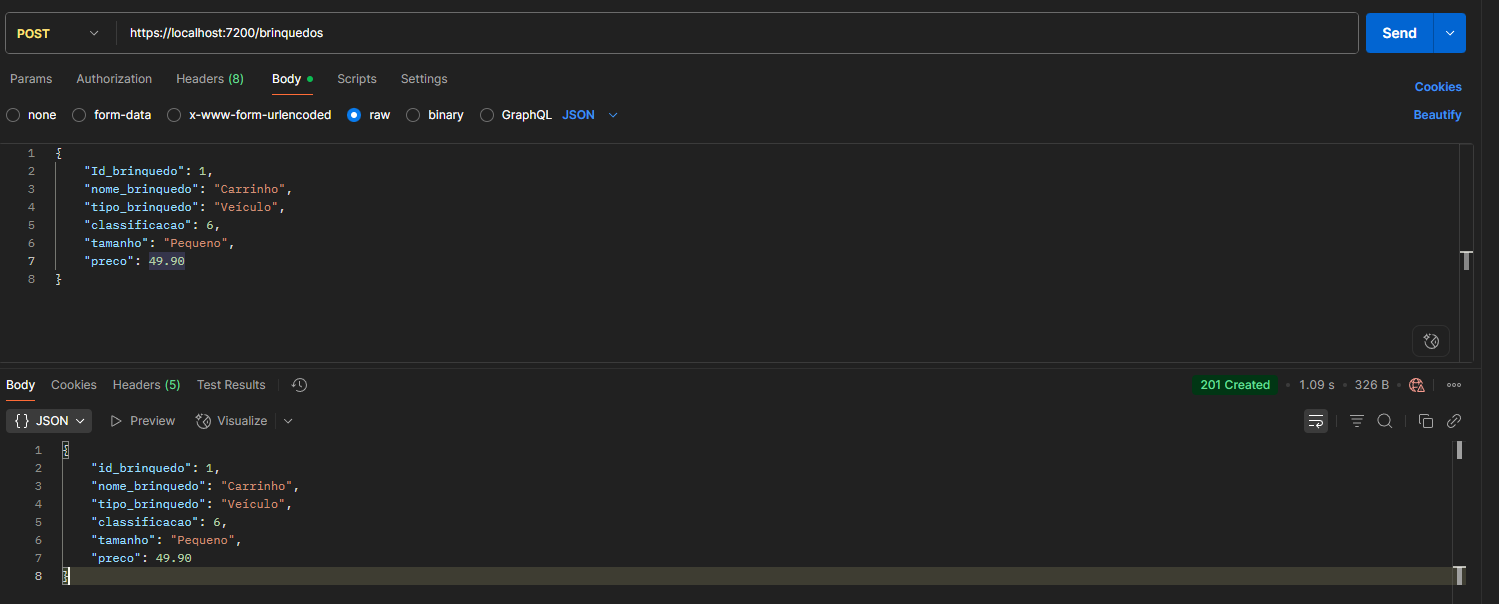 POST https://localhost:7200/brinquedos Send
Params Authorization Headers (8) Body Scripts Settings Cookies
none form-data x-www-form-urlencoded raw binary GraphQL JSON Beautify
1 {
2 "Id_brinquedo": 1,
3 "nome_brinquedo": "Carrinho",
4 "tipo_brinquedo": "Veículo",
5 "classificacao": 6,
6 "tamanho": "Pequeno",
7 "preco": 49.90
8 }
Body Cookies Headers (5) Test Results 201 Created • 1.09 s • 326 B
{} JSON Preview Visualize
1 {
2 "id_brinquedo": 1,
3 "nome_brinquedo": "Carrinho",
4 "tipo_brinquedo": "Veículo",
5 "classificacao": 6,
6 "tamanho": "Pequeno",
7 "preco": 49.90
8 }